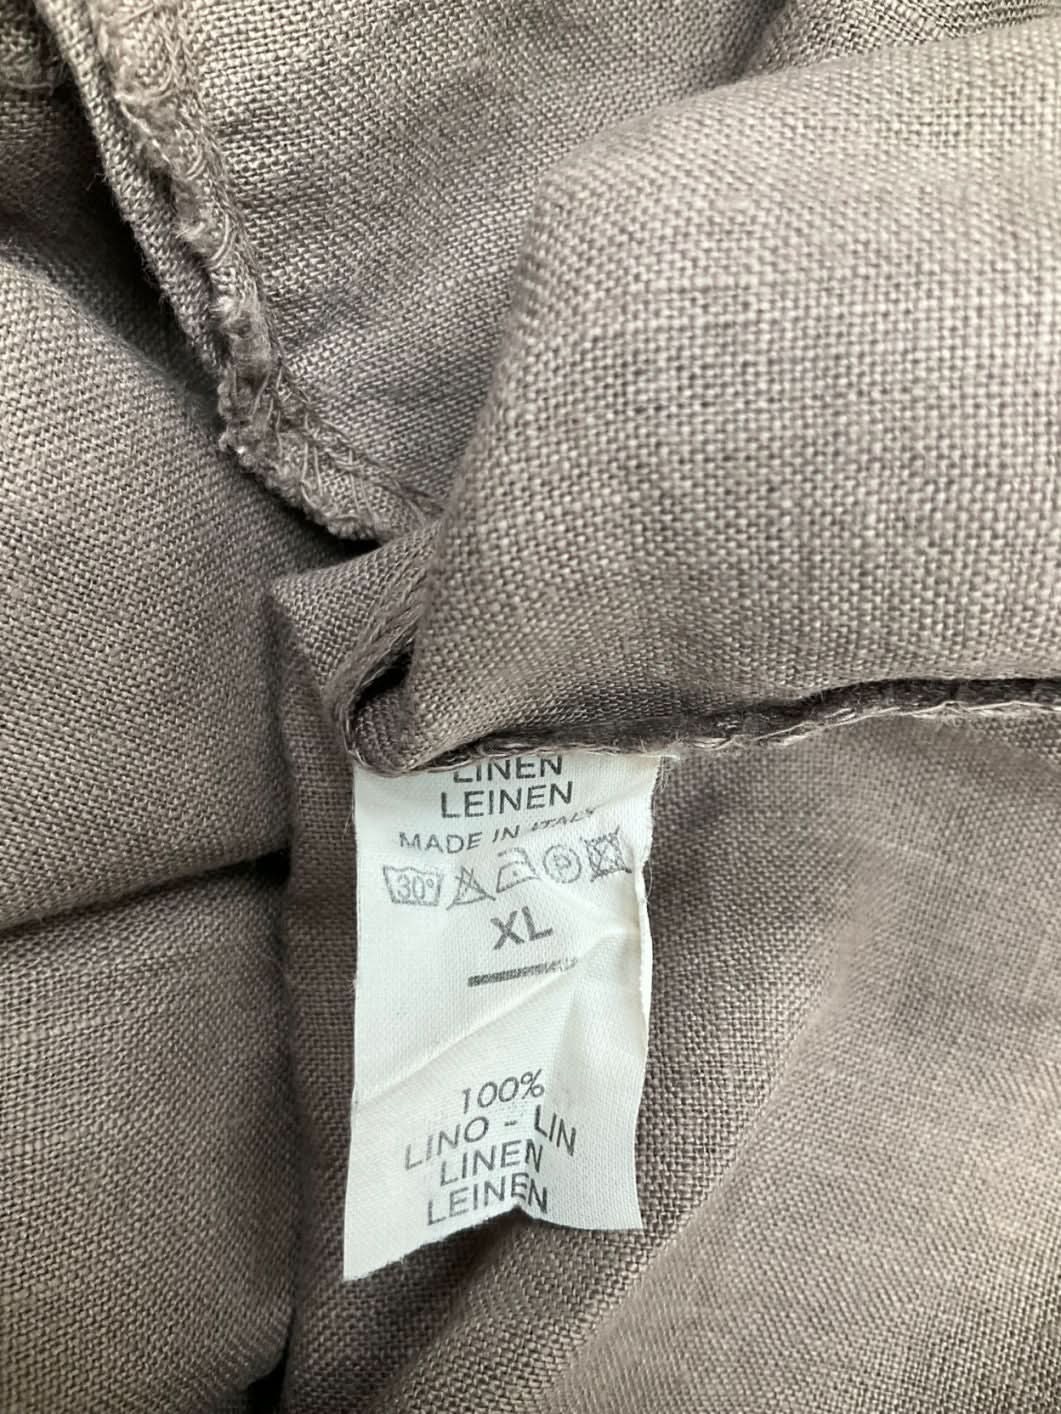 LINEN
LEINEN
MADE IN ITALY
30° P
XL
100%
LINO - LIN
LINEN
LEINEN